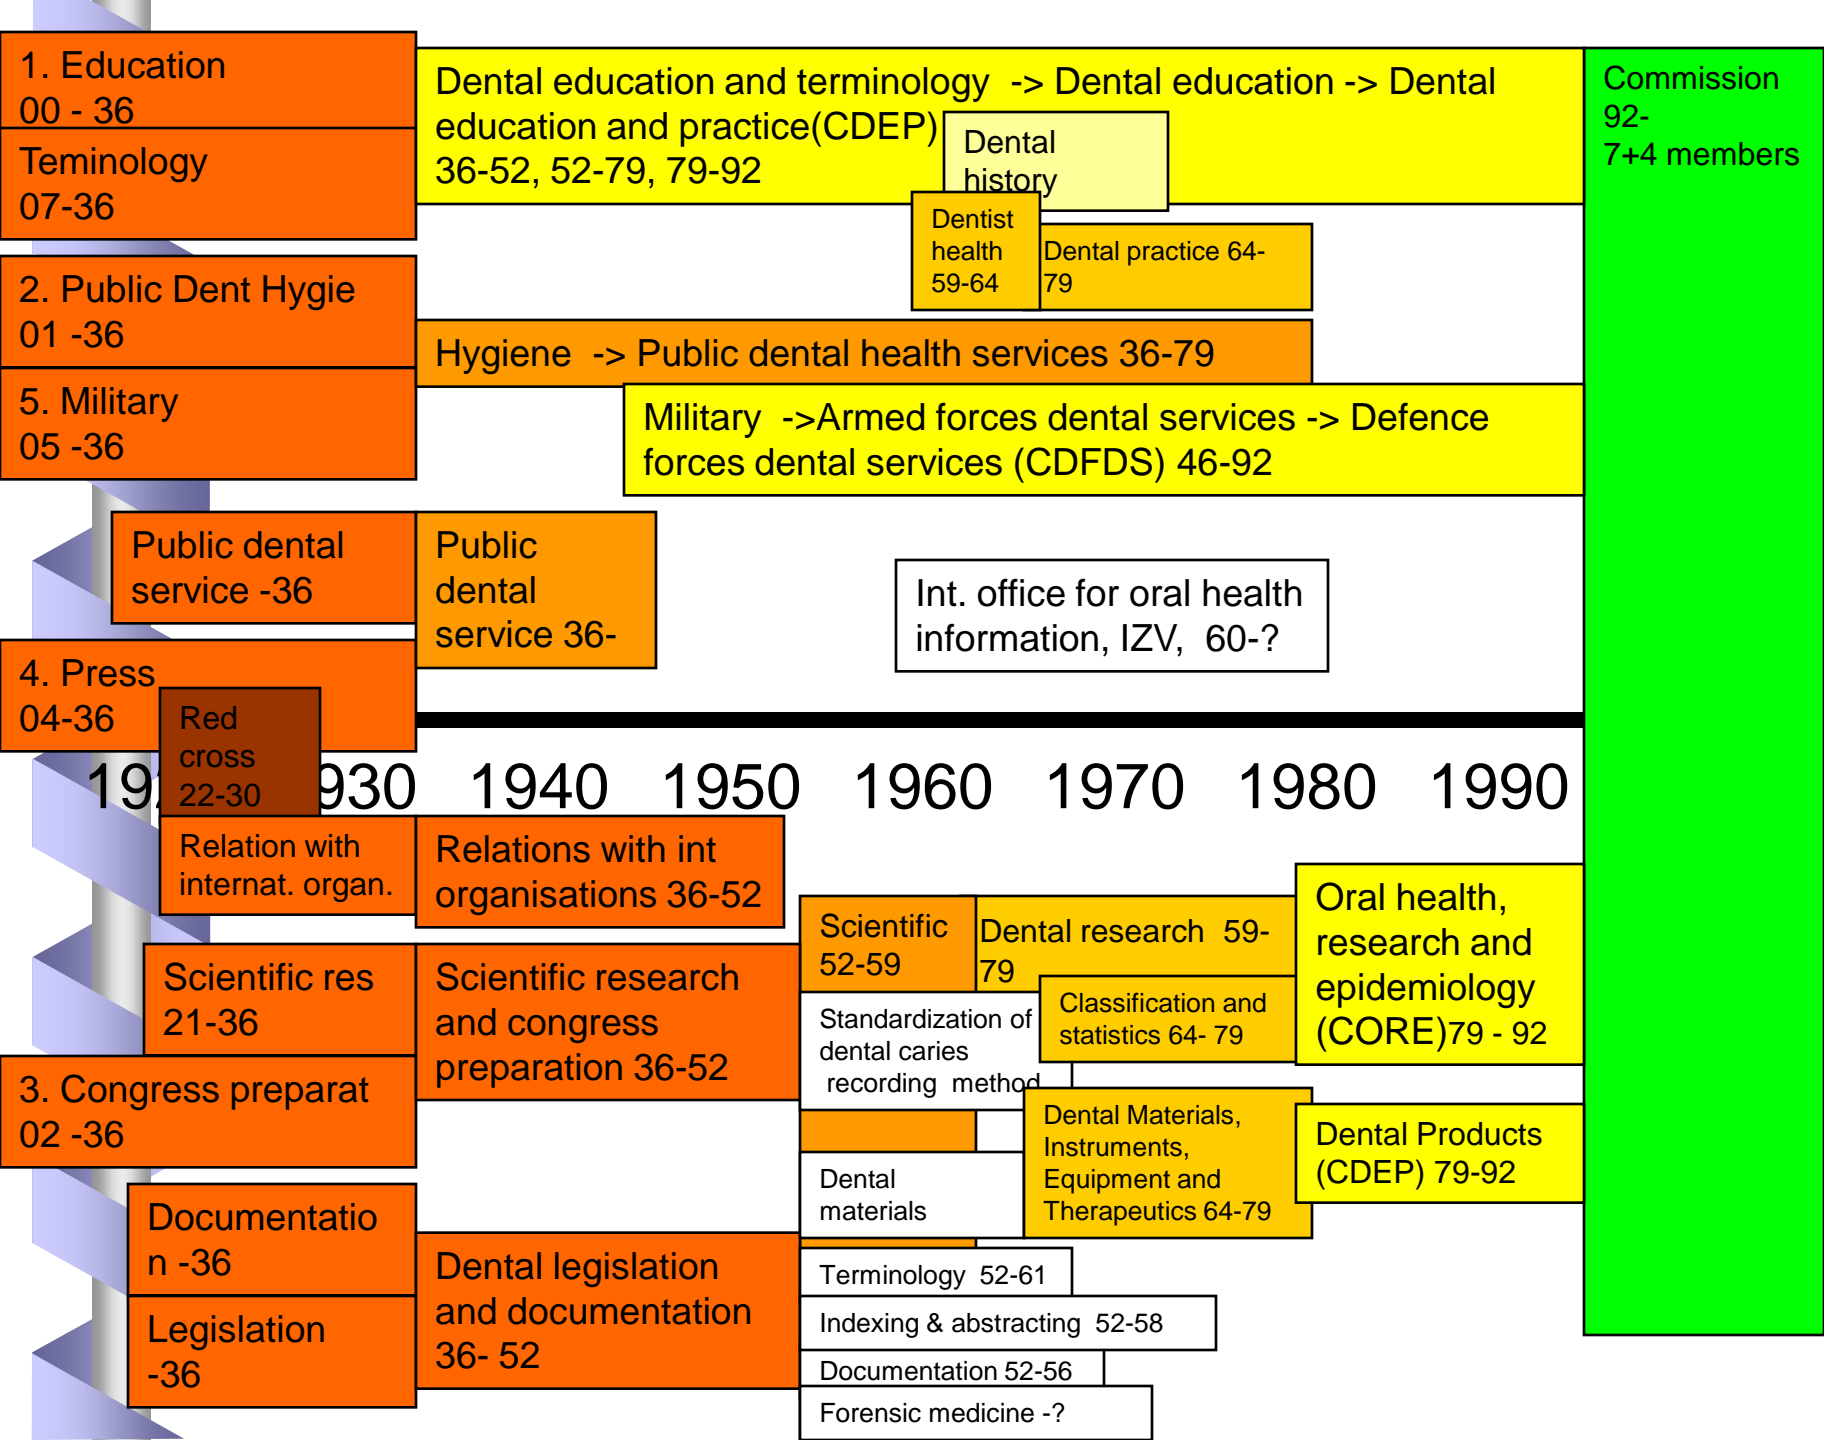 1. Education
00 - 36
Teminology
07-36
Dental education and terminology -> Dental education -> Dental
education and practice(CDEP)
36-52, 52-79, 79-92
Dental
history
Dentist
health
59-64
Dental practice 64-
79
Commission
92-
7+4 members
2. Public Dent Hygie
01 -36
Hygiene -> Public dental health services 36-79
5. Military
05 -36
Military ->Armed forces dental services -> Defence
forces dental services (CDFDS) 46-92
Public dental
service -36
Public
dental
service 36-
Int. office for oral health
information, IZV, 60-?
4. Press
04-36
Red
cross
22-30
19 930 1940 1950 1960 1970 1980 1990
Relation with
internat. organ.
Relations with int
organisations 36-52
Scientific
52-59
Dental research 59-
79
Oral health,
research and
epidemiology
(CORE)79 - 92
Scientific res
21-36
Scientific research
and congress
preparation 36-52
Standardization of
dental caries
recording method
Classification and
statistics 64- 79
3. Congress preparat
02 -36
Dental Materials,
Instruments,
Equipment and
Therapeutics 64-79
Dental Products
(CDEP) 79-92
Dental
materials
Documentatio
n -36
Legislation
-36
Dental legislation
and documentation
36- 52
Terminology 52-61
Indexing & abstracting 52-58
Documentation 52-56
Forensic medicine -?